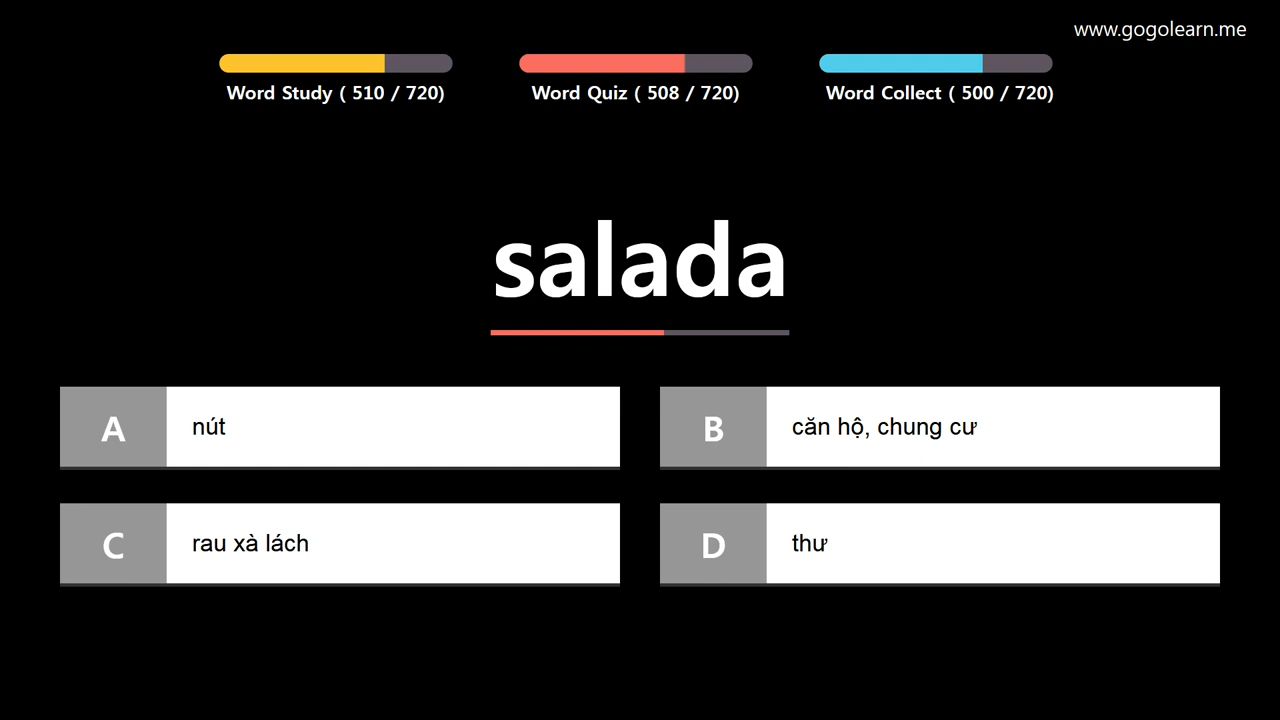 www.gogolearn.me
Word Study ( 510 / 720)
Word Quiz ( 508 / 720)
Word Collect ( 500 / 720)
salada
A
nút
B
căn hộ, chung cư
C
rau xà lách
D
thư